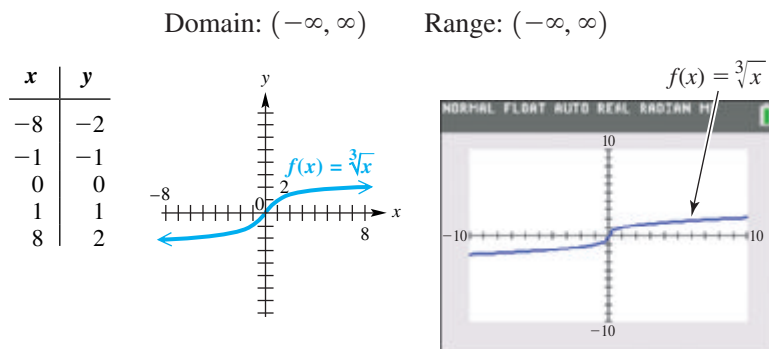 Domain: (−∞, ∞) Range: (−∞, ∞)
x y
−8 −2
−1 −1
0 0
1 1
8 2
y
f(x) = ∛x
−8
0
2
x
8
f(x) = ∛x
NORMAL FLOAT AUTO REAL RADIAN M
10
−10
10
−10